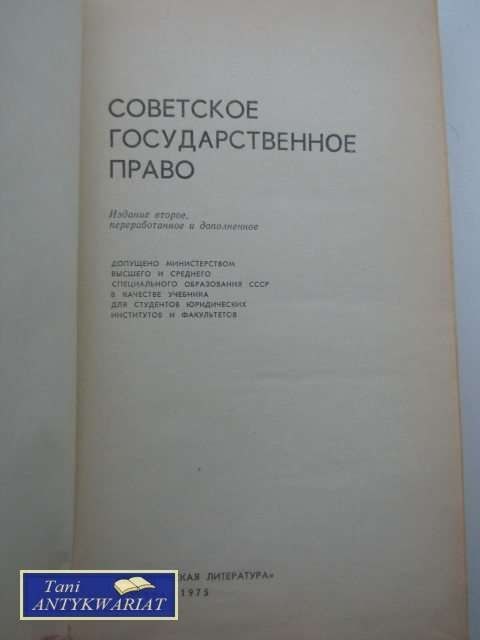 СОВЕТСКОЕ
ГОСУДАРСТВЕННОЕ
ПРАВО
Издание второе,
переработанное и дополненное
ДОПУЩЕНО МИНИСТЕРСТВОМ
ВЫСШЕГО И СРЕДНЕГО
СПЕЦИАЛЬНОГО ОБРАЗОВАНИЯ СССР
В КАЧЕСТВЕ УЧЕБНИКА
ДЛЯ СТУДЕНТОВ ЮРИДИЧЕСКИХ
ИНСТИТУТОВ И ФАКУЛЬТЕТОВ
СКАЯ ЛИТЕРАТУРА»
1975
Tani
ANTYKWARIAT